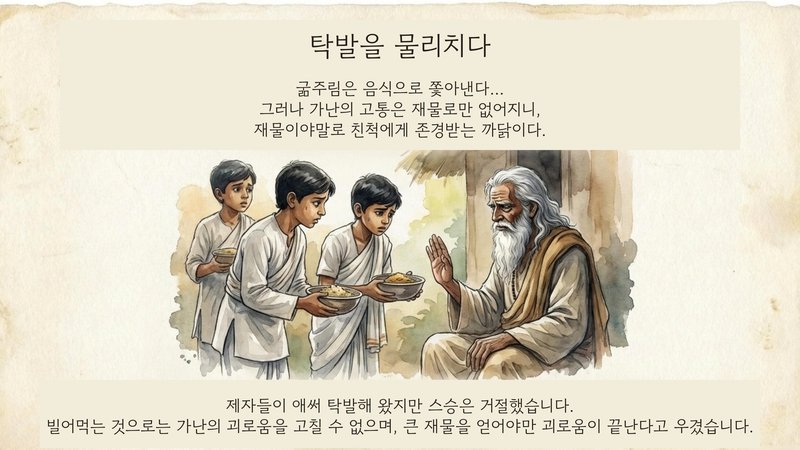 탁발을 물리치다
굶주림은 음식으로 쫓아낸다...
그러나 가난의 고통은 재물로만 없어지니,
재물이야말로 친척에게 존경받는 까닭이다.
제자들이 애써 탁발해 왔지만 스승은 거절했습니다.
빌어먹는 것으로는 가난의 괴로움을 고칠 수 없으며, 큰 재물을 얻어야만 괴로움이 끝난다고 우겼습니다.